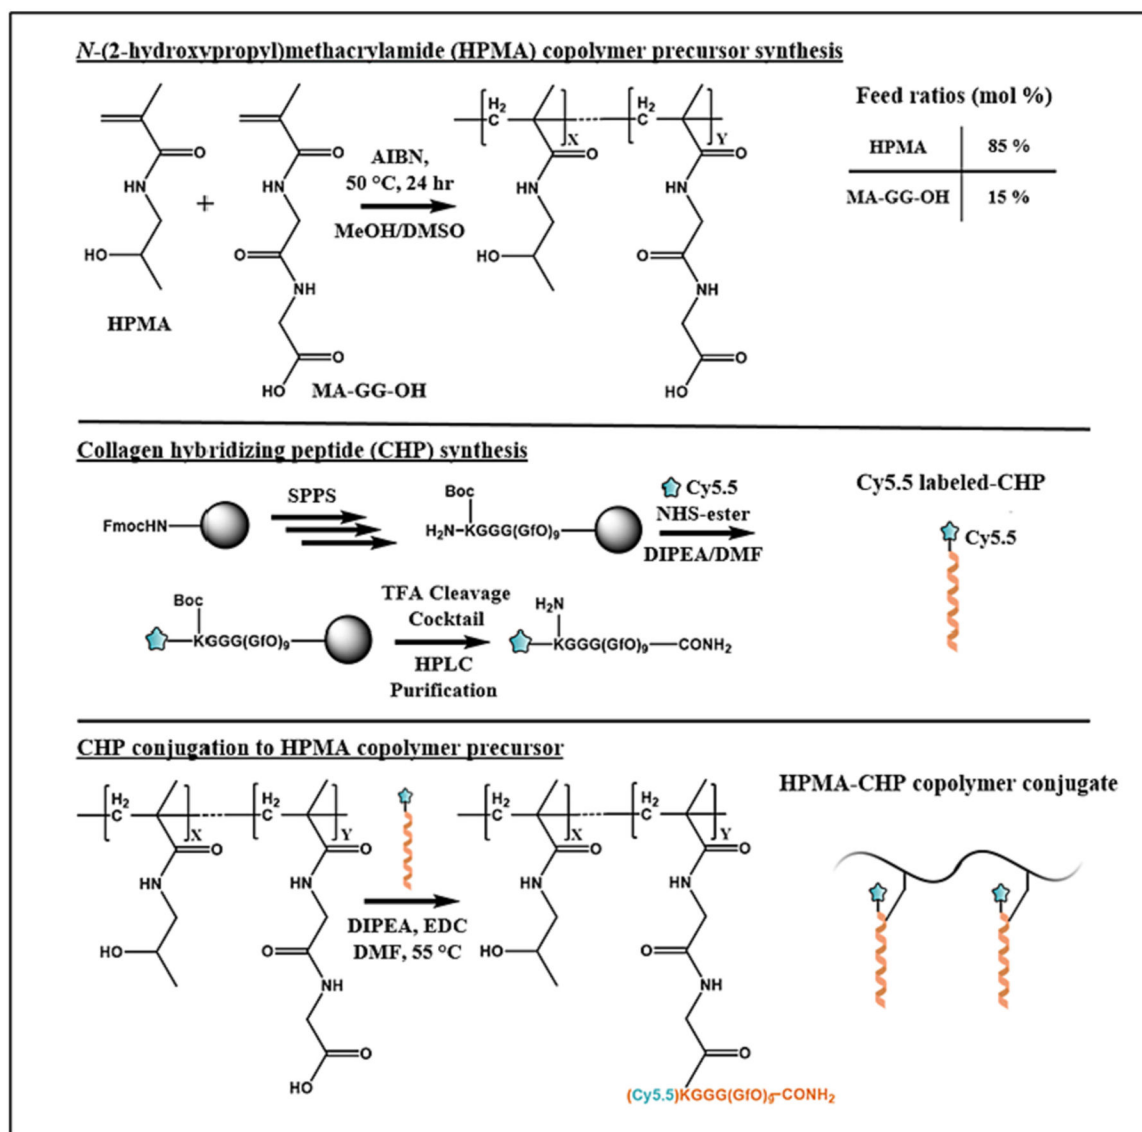 N-(2-hydroxypropyl)methacrylamide (HPMA) copolymer precursor synthesis
Feed ratios (mol %)
HPMA 85 %
MA-GG-OH 15 %
H2
C
X
H2
C
Y
O
HN
HO
HPMA
+
O
HN
O
NH
O
HO
MA-GG-OH
AIBN,
50 °C, 24 hr
MeOH/DMSO
O
HN
HO
O
HN
O
NH
O
HO
Collagen hybridizing peptide (CHP) synthesis
FmocHN
SPPS
Boc
H2N-KGGG(GfO)9
Cy5.5
NHS-ester
DIPEA/DMF
Cy5.5 labeled-CHP
Cy5.5
Boc
KGGG(GfO)9
TFA Cleavage
Cocktail
HPLC
Purification
H2N
KGGG(GfO)9—CONH2
CHP conjugation to HPMA copolymer precursor
HPMA-CHP copolymer conjugate
H2
C
X
H2
C
Y
O
HN
HO
O
HN
O
NH
O
HO
DIPEA, EDC
DMF, 55 °C
H2
C
X
H2
C
Y
O
HN
HO
O
HN
O
NH
O
(Cy5.5)KGGG(GfO)9-CONH2